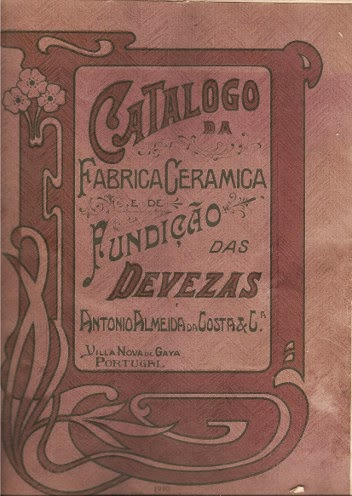 CATALOGO
DA
FABRICA CERAMICA
E DE
FUNDIÇÃO
DAS
DEVEZAS
ANTONIO ALMEIDA DA COSTA & C.ª
VILLA NOVA DE GAYA
PORTUGAL